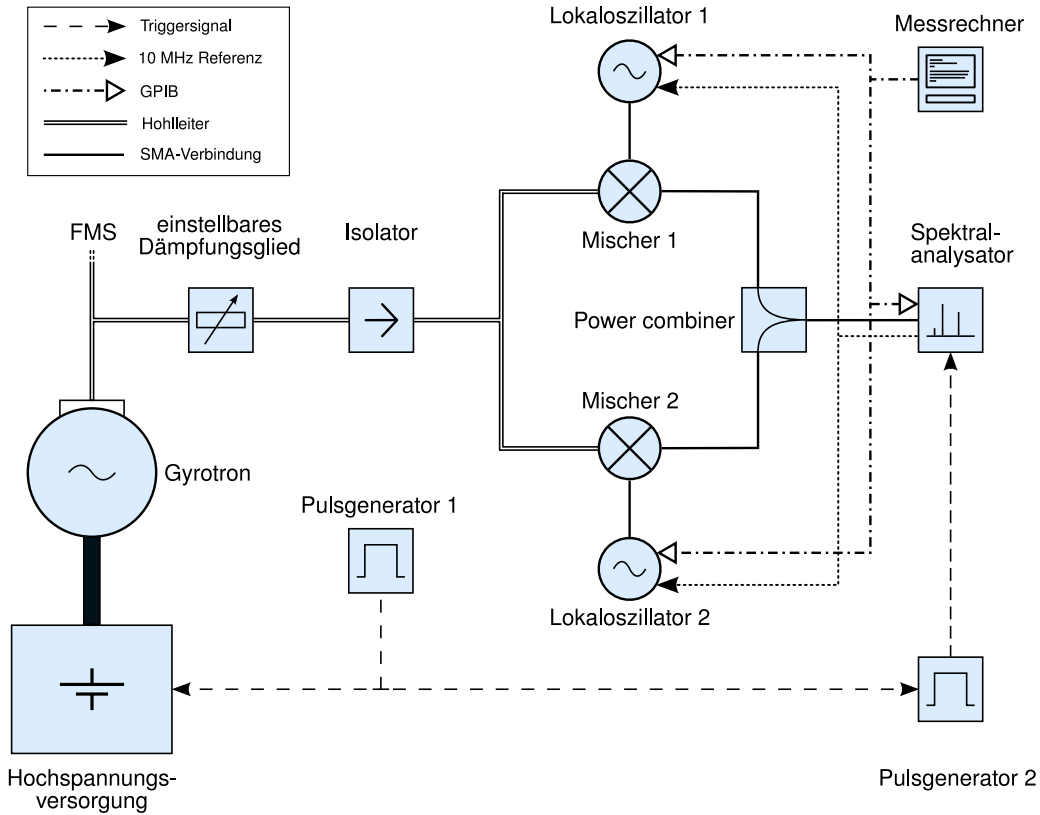 Triggersignal
10 MHz Referenz
GPIB
Hohlleiter
SMA-Verbindung
Lokaloszillator 1
Messrechner
FMS
einstellbares
Dämpfungsglied
Isolator
Mischer 1
Spektral-
analysator
Power combiner
Mischer 2
Gyrotron
Pulsgenerator 1
Lokaloszillator 2
Hochspannungs-
versorgung
Pulsgenerator 2